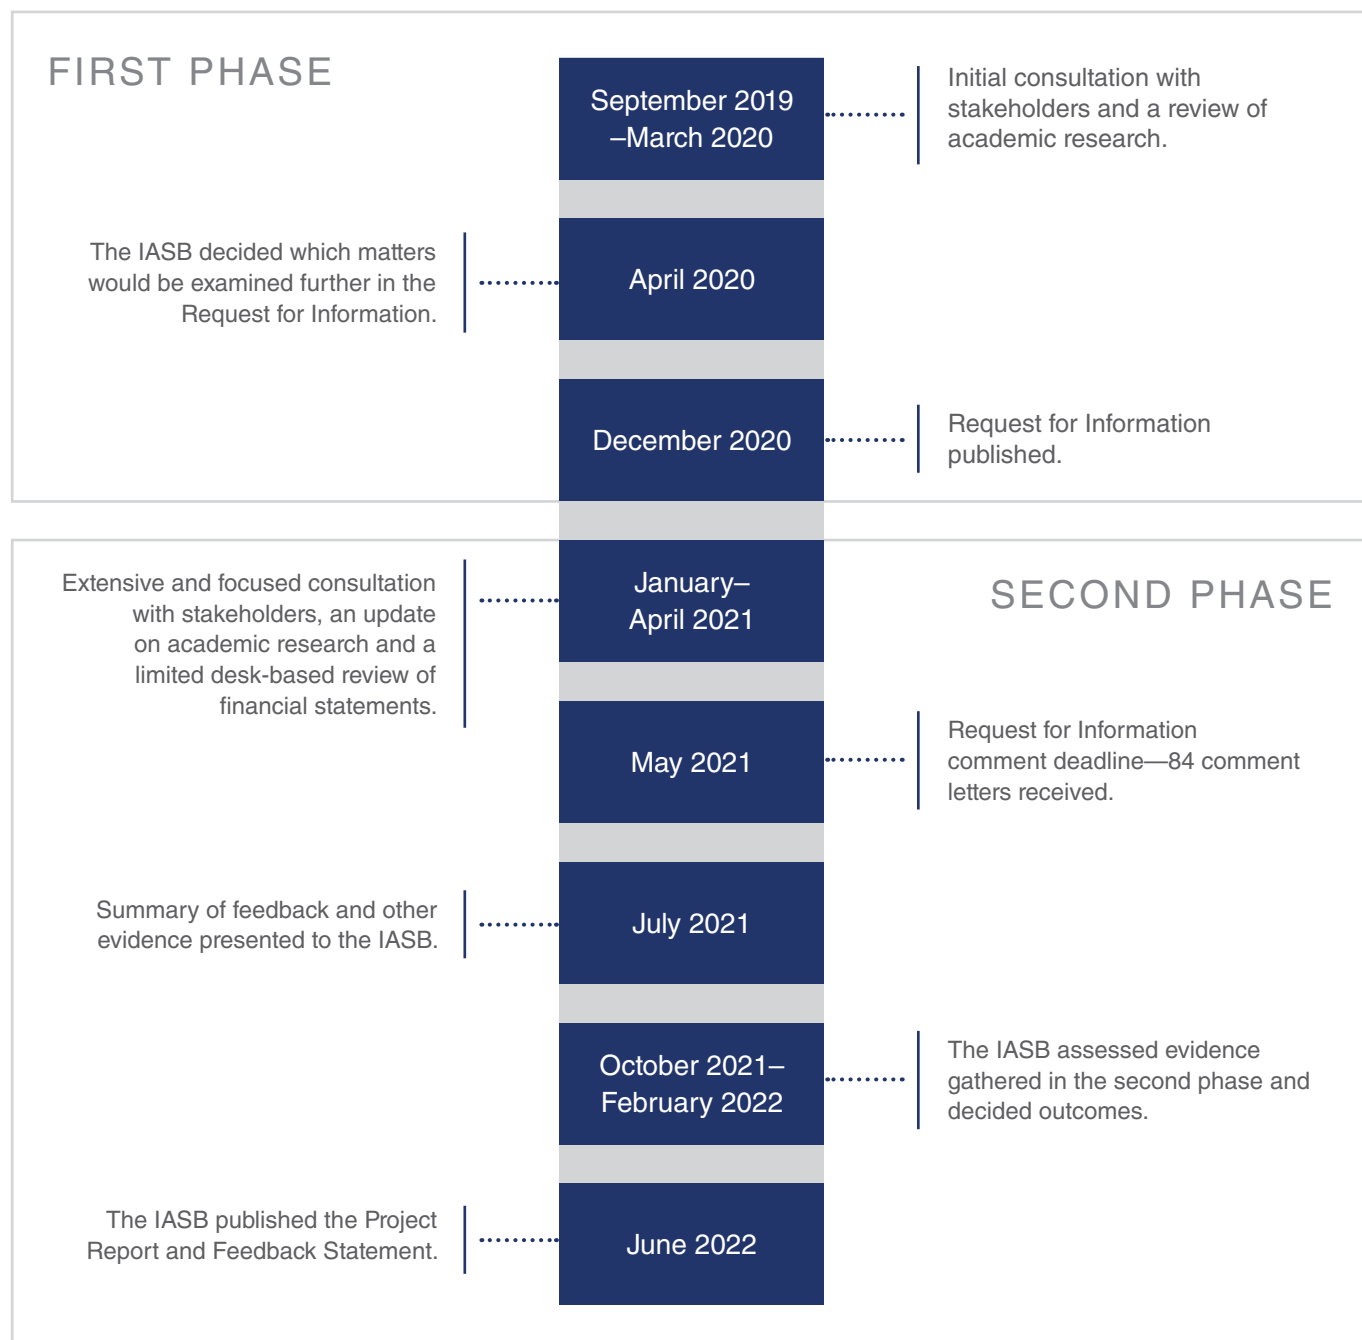 FIRST PHASE
September 2019
–March 2020
Initial consultation with
stakeholders and a review of
academic research.
The IASB decided which matters
would be examined further in the
Request for Information.
April 2020
December 2020
Request for Information
published.
Extensive and focused consultation
with stakeholders, an update
on academic research and a
limited desk-based review of
financial statements.
January–
April 2021
SECOND PHASE
May 2021
Request for Information
comment deadline—84 comment
letters received.
Summary of feedback and other
evidence presented to the IASB.
July 2021
October 2021–
February 2022
The IASB assessed evidence
gathered in the second phase and
decided outcomes.
The IASB published the Project
Report and Feedback Statement.
June 2022